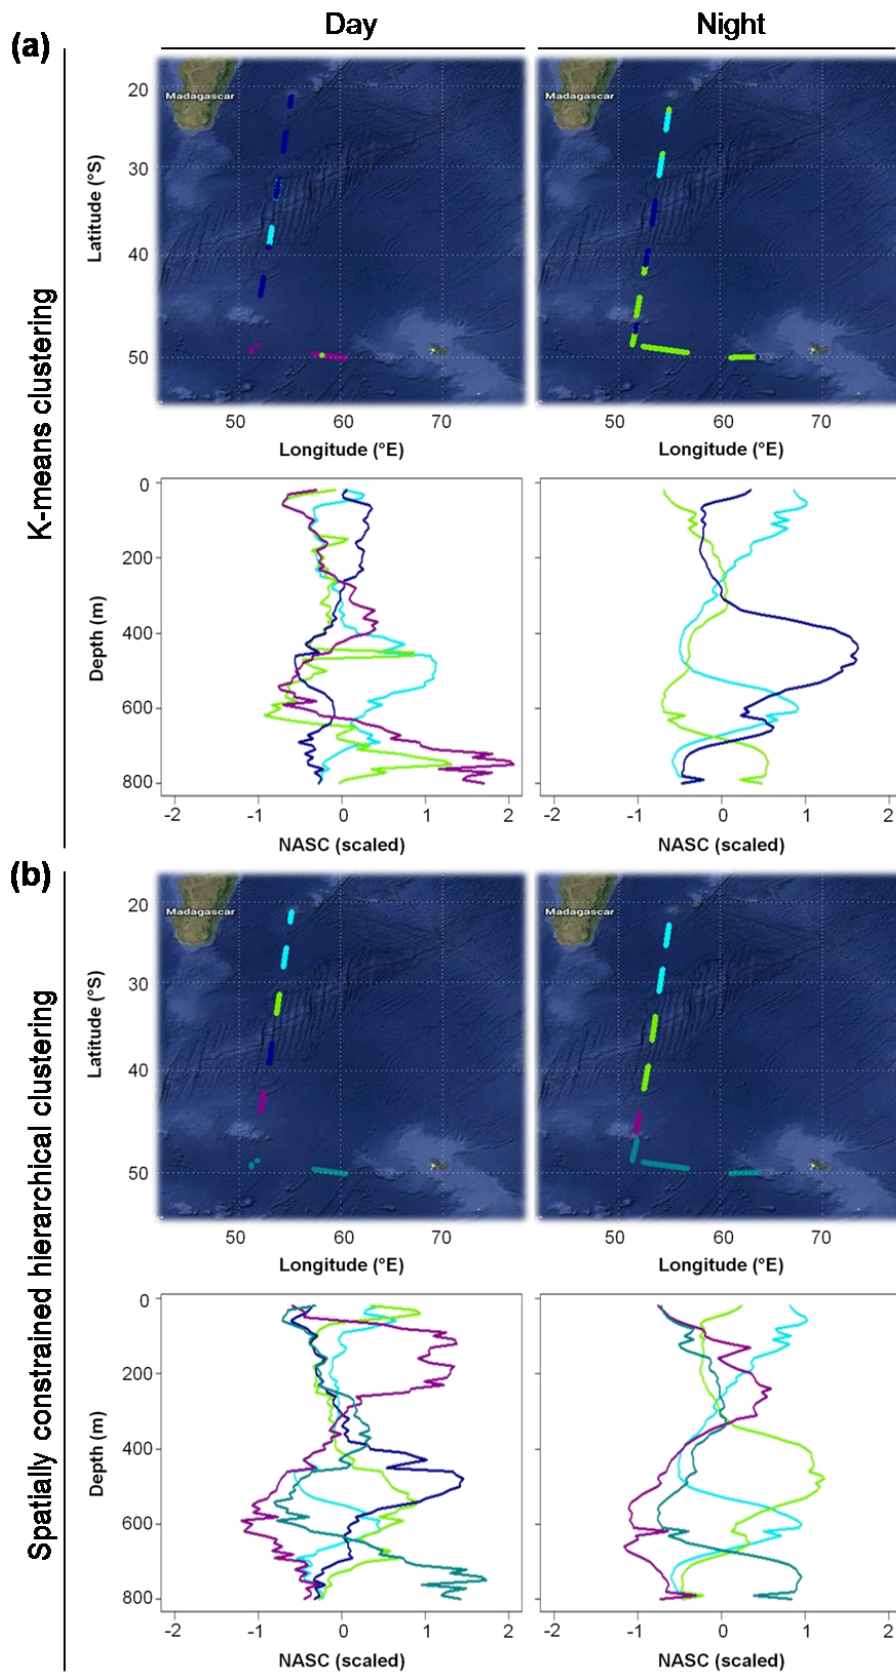 Day
Night
(a)
K-means clustering
Latitude (°S)
20
30
40
50
Madagascar
Madagascar
50
60
70
50
60
70
Longitude (°E)
Longitude (°E)
Depth (m)
0
200
400
600
800
-2
-1
0
1
2
-2
-1
0
1
2
NASC (scaled)
NASC (scaled)
(b)
Spatially constrained hierarchical clustering
Latitude (°S)
20
30
40
50
Madagascar
Madagascar
50
60
70
50
60
70
Longitude (°E)
Longitude (°E)
Depth (m)
0
200
400
600
800
-2
-1
0
1
2
-2
-1
0
1
2
NASC (scaled)
NASC (scaled)